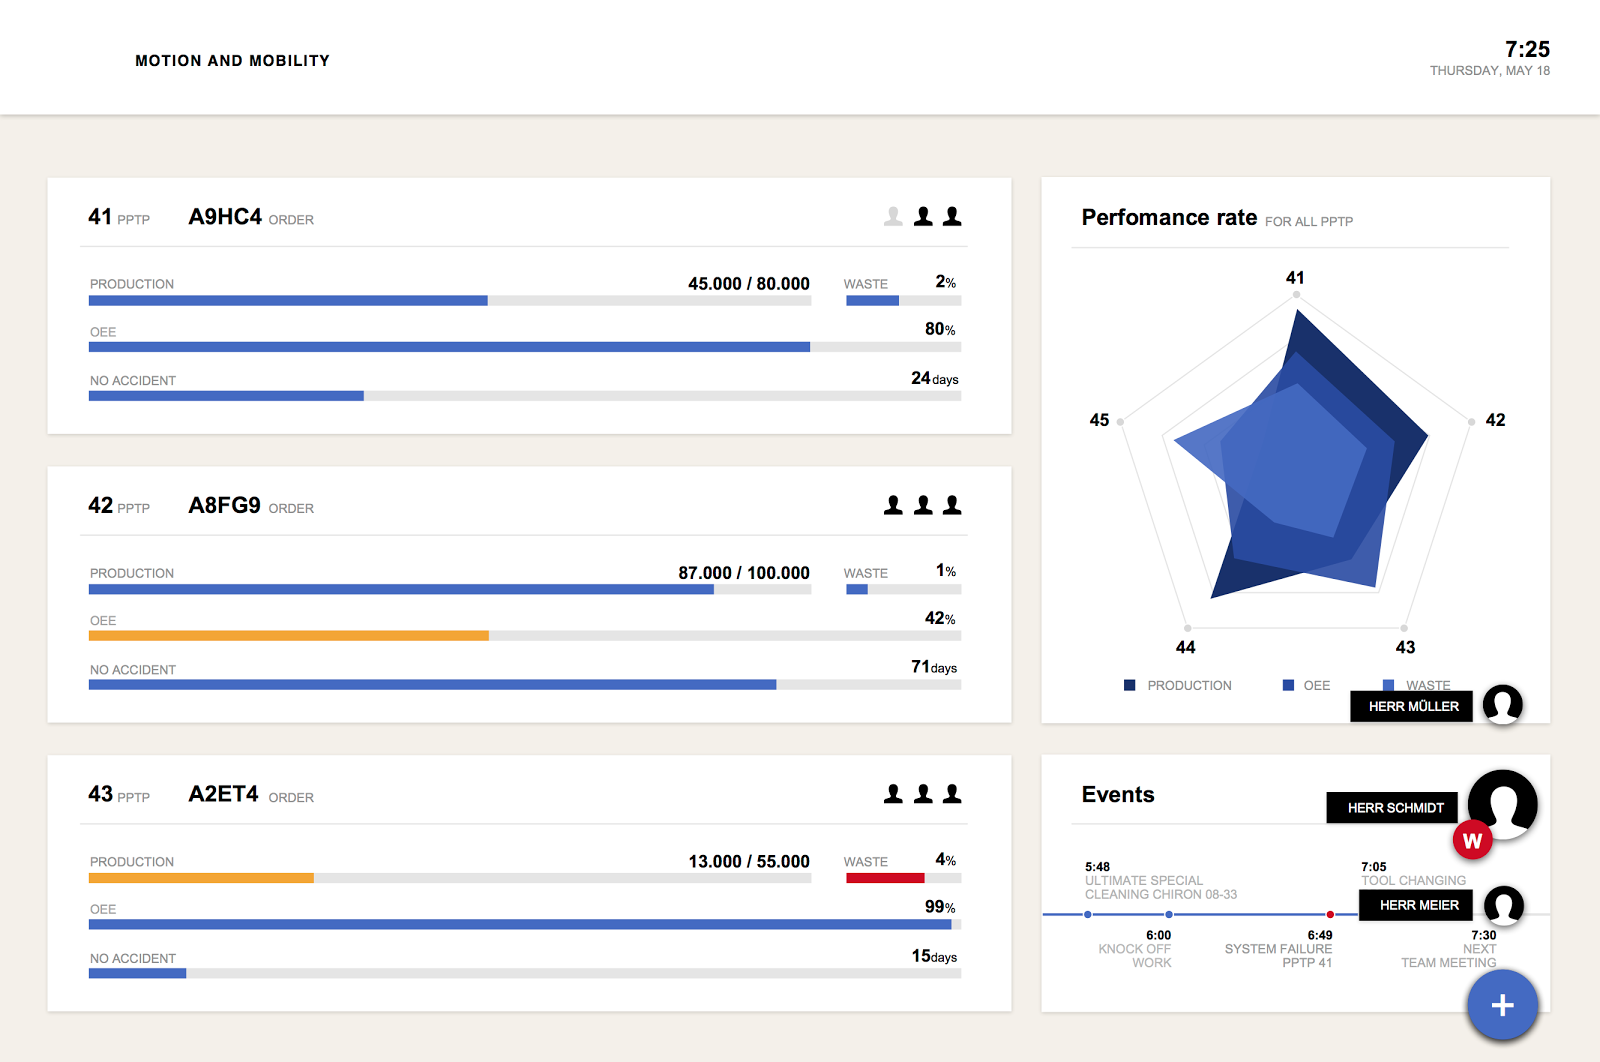 MOTION AND MOBILITY
7:25
THURSDAY, MAY 18
41 PPTP A9HC4 ORDER
PRODUCTION 45.000 / 80.000 WASTE 2%
OEE 80%
NO ACCIDENT 24 days
42 PPTP A8FG9 ORDER
PRODUCTION 87.000 / 100.000 WASTE 1%
OEE 42%
NO ACCIDENT 71 days
43 PPTP A2ET4 ORDER
PRODUCTION 13.000 / 55.000 WASTE 4%
OEE 99%
NO ACCIDENT 15 days
Perfomance rate FOR ALL PPTP
41
45 42
44 43
PRODUCTION OEE WASTE
HERR MÜLLER
Events
HERR SCHMIDT
W
5:48
ULTIMATE SPECIAL
CLEANING CHIRON 08-33
7:05
TOOL CHANGING
HERR MEIER
6:00
KNOCK OFF
WORK
6:49
SYSTEM FAILURE
PPTP 41
7:30
NEXT
TEAM MEETING
+